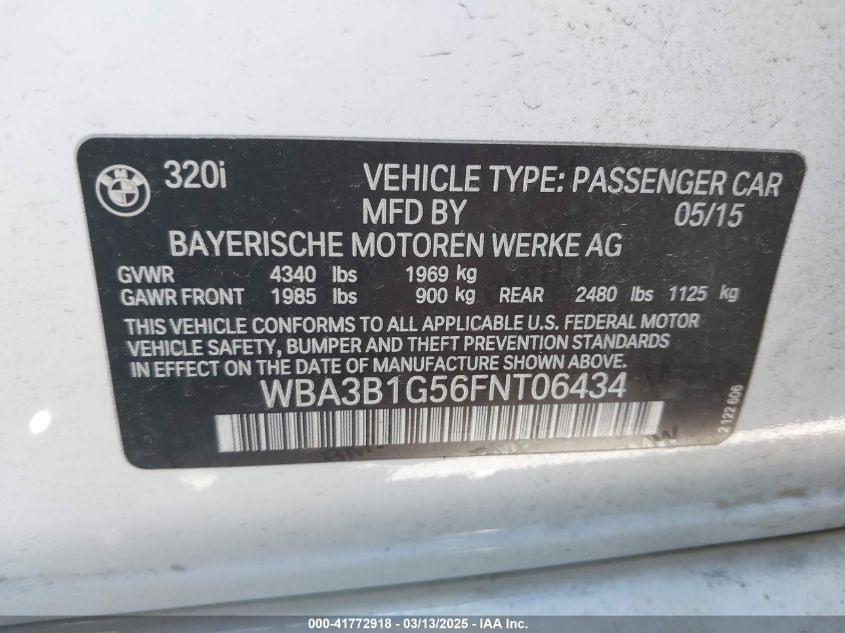 320i VEHICLE TYPE: PASSENGER CAR
MFD BY 05/15
BAYERISCHE MOTOREN WERKE AG
GVWR 4340 lbs 1969 kg
GAWR FRONT 1985 lbs 900 kg REAR 2480 lbs 1125 kg
THIS VEHICLE CONFORMS TO ALL APPLICABLE U.S. FEDERAL MOTOR
VEHICLE SAFETY, BUMPER AND THEFT PREVENTION STANDARDS
IN EFFECT ON THE DATE OF MANUFACTURE SHOWN ABOVE.
WBA3B1G56FNT06434
2 122 606
000-41772918 - 03/13/2025 - IAA, Inc.